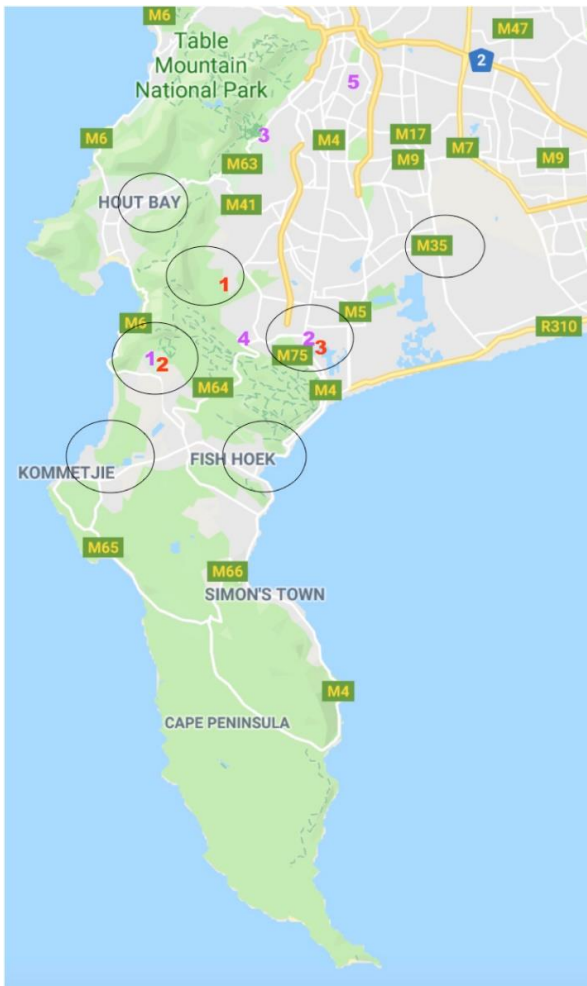 M6
M47
Table
Mountain
National Park
2
5
3
M6
M4
M17
M7
M63
M9
M9
HOUT BAY
M41
M35
1
M5
M6
R310
4
2
3
1
2
M75
M64
M4
FISH HOEK
KOMMETJIE
M65
M66
SIMON'S TOWN
M4
CAPE PENINSULA